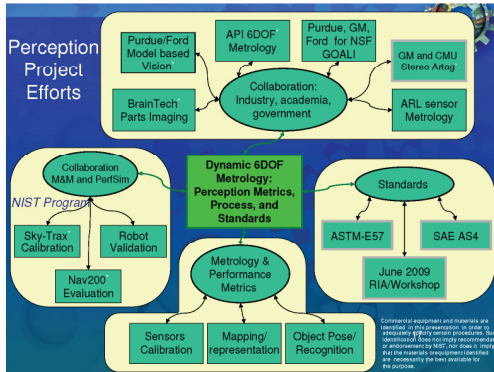 Perception
Project
Efforts
Purdue/Ford
Model based
Vision*
API 6DOF*
Metrology
Purdue, GM,
Ford for NSF
GOALI
GM and CMU
Stereo Artag
BrainTech*
Parts Imaging
Collaboration:
Industry, academia,
government
ARL sensor
Metrology
Collaboration
M&M and PerfSim
NIST Program
Sky-Trax*
Calibration
Robot
Validation
Nav200*
Evaluation
Dynamic 6DOF
Metrology:
Perception Metrics,
Process, and
Standards
Standards
ASTM-E57
SAE AS4
June 2009
RIA/Workshop
Metrology &
Performance
Metrics
Sensors
Calibration
Mapping/
representation
Object Pose/
Recognition
Commercial equipment and materials are
identified in this presentation in order to
adequately certain procedures. Suc
identification does not imply recommendat
or endorsement by NIST, nor does it imply
that the materials or equipment identified
are necessarily the best available for
the purpose.